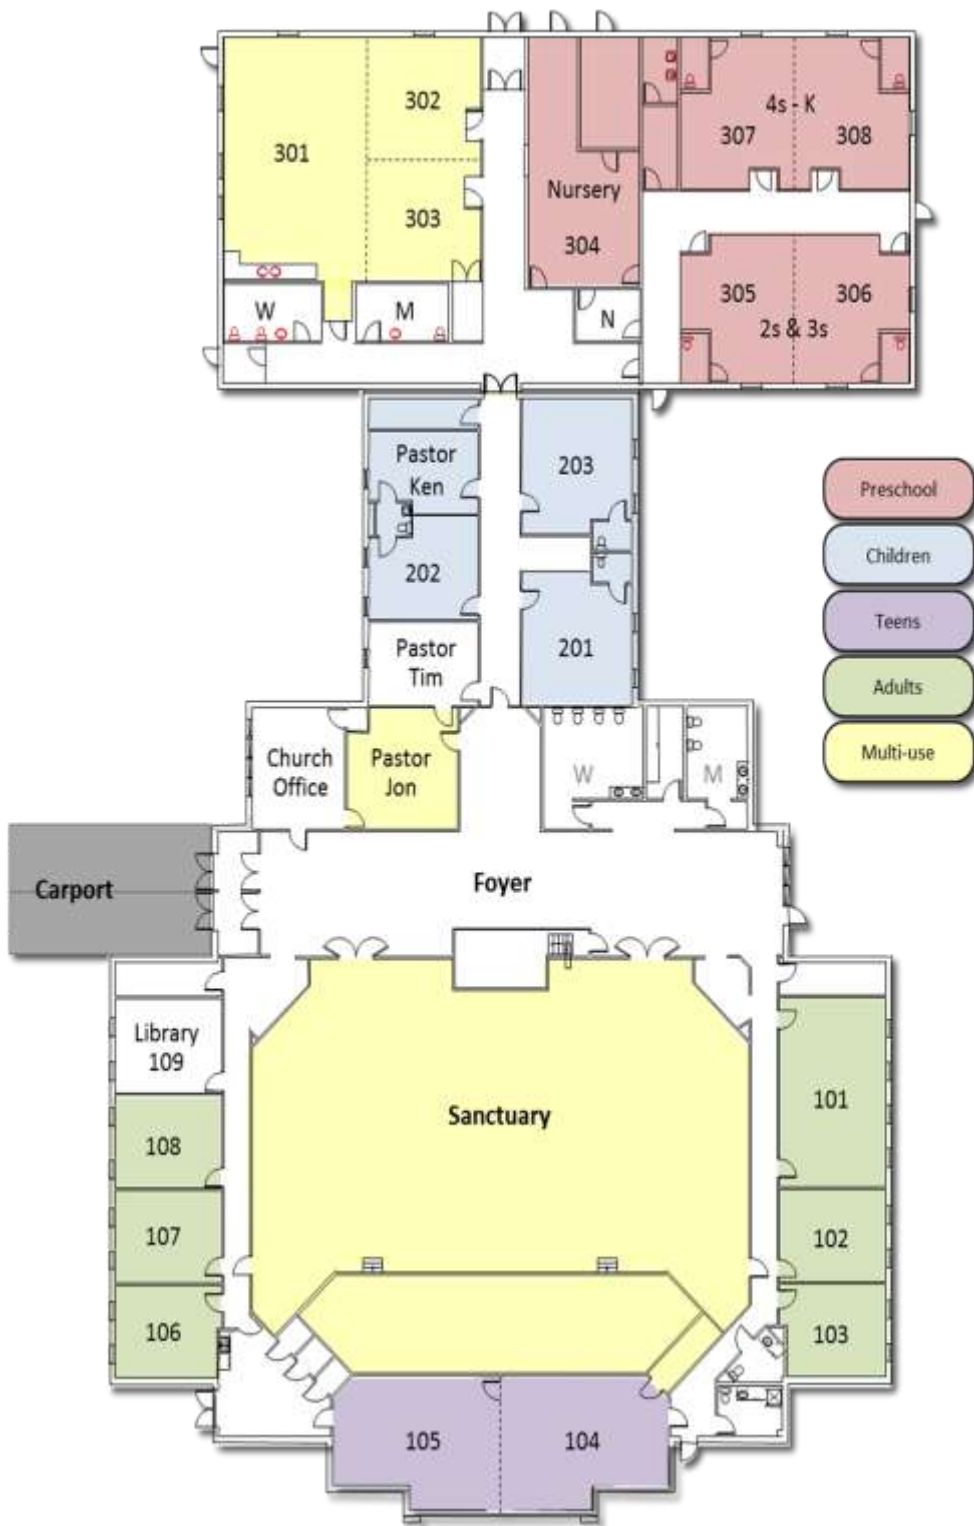 302
4s - K
301
307
308
303
Nursery
304
W
M
N
305
306
2s & 3s
Pastor
Ken
203
Preschool
202
Children
Pastor
Tim
201
Teens
Adults
Church
Office
Pastor
Jon
W
M
Multi-use
Carport
Foyer
Library
109
Sanctuary
101
108
107
102
106
103
105
104